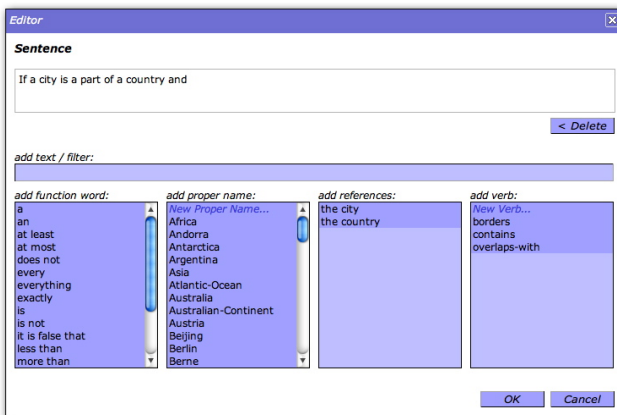 Editor
Sentence
If a city is a part of a country and
< Delete
add text / filter:
add function word:
a
an
at least
at most
does not
every
everything
exactly
is
is not
it is false that
less than
more than
add proper name:
New Proper Name...
Africa
Andorra
Antarctica
Argentina
Asia
Atlantic-Ocean
Australia
Australian-Continent
Austria
Beijing
Berlin
Berne
add references:
the city
the country
add verb:
New Verb...
borders
contains
overlaps-with
OK
Cancel